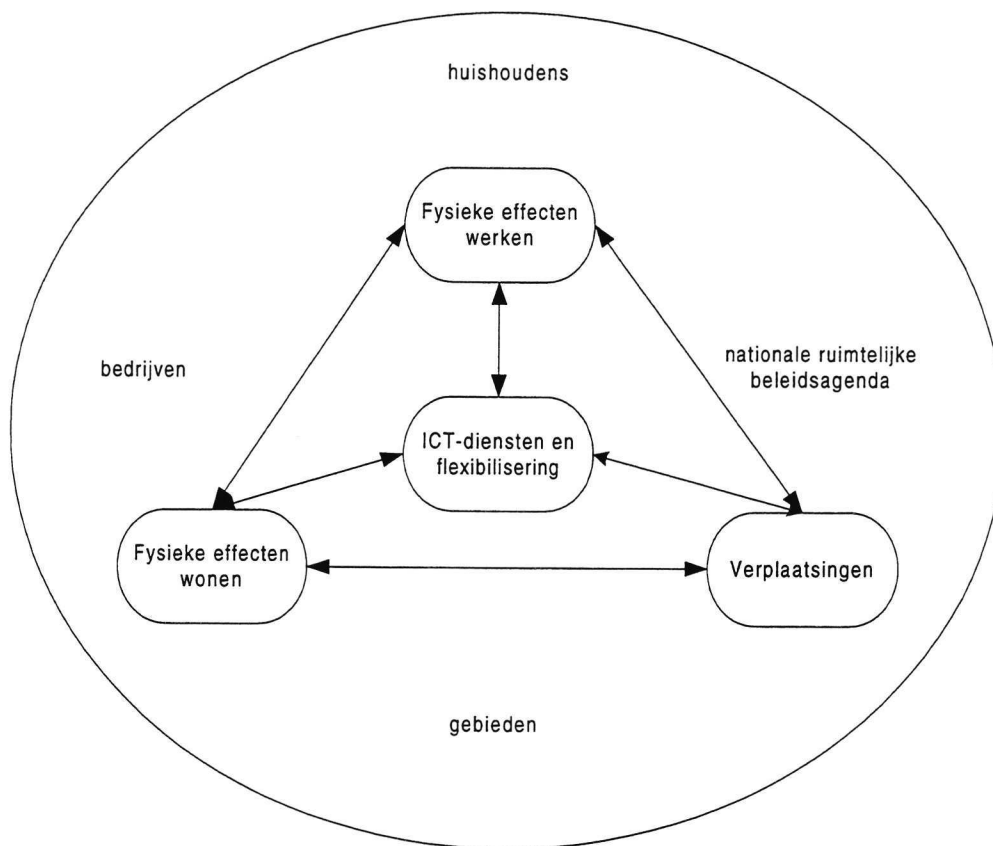 huishoudens
Fysieke effecten
werken
bedrijven
nationale ruimtelijke
beleidsagenda
ICT-diensten en
flexibilisering
Fysieke effecten
wonen
Verplaatsingen
gebieden